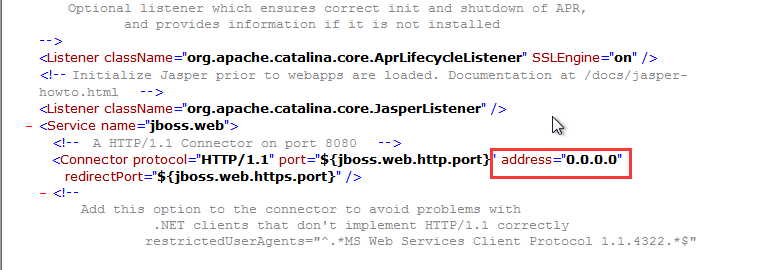 Optional listener which ensures correct init and shutdown of APR,
and provides information if it is not installed
-->
<Listener className="org.apache.catalina.core.AprLifecycleListener" SSLEngine="on" />
<!-- Initialize Jasper prior to webapps are loaded. Documentation at /docs/jasper-
howto.html -->
<Listener className="org.apache.catalina.core.JasperListener" />
- <Service name="jboss.web">
<!-- A HTTP/1.1 Connector on port 8080 -->
<Connector protocol="HTTP/1.1" port="${jboss.web.http.port}" address="0.0.0.0"
redirectPort="${jboss.web.https.port}" />
- <!--
Add this option to the connector to avoid problems with
.NET clients that don't implement HTTP/1.1 correctly
restrictedUserAgents="^.*MS Web Services Client Protocol 1.1.4322.*$"